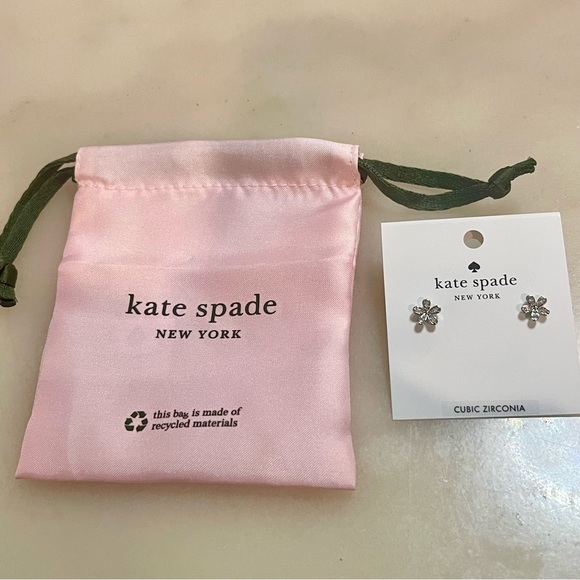 kate spade
NEW YORK
this bag is made of
recycled materials
kate spade
NEW YORK
CUBIC ZIRCONIA